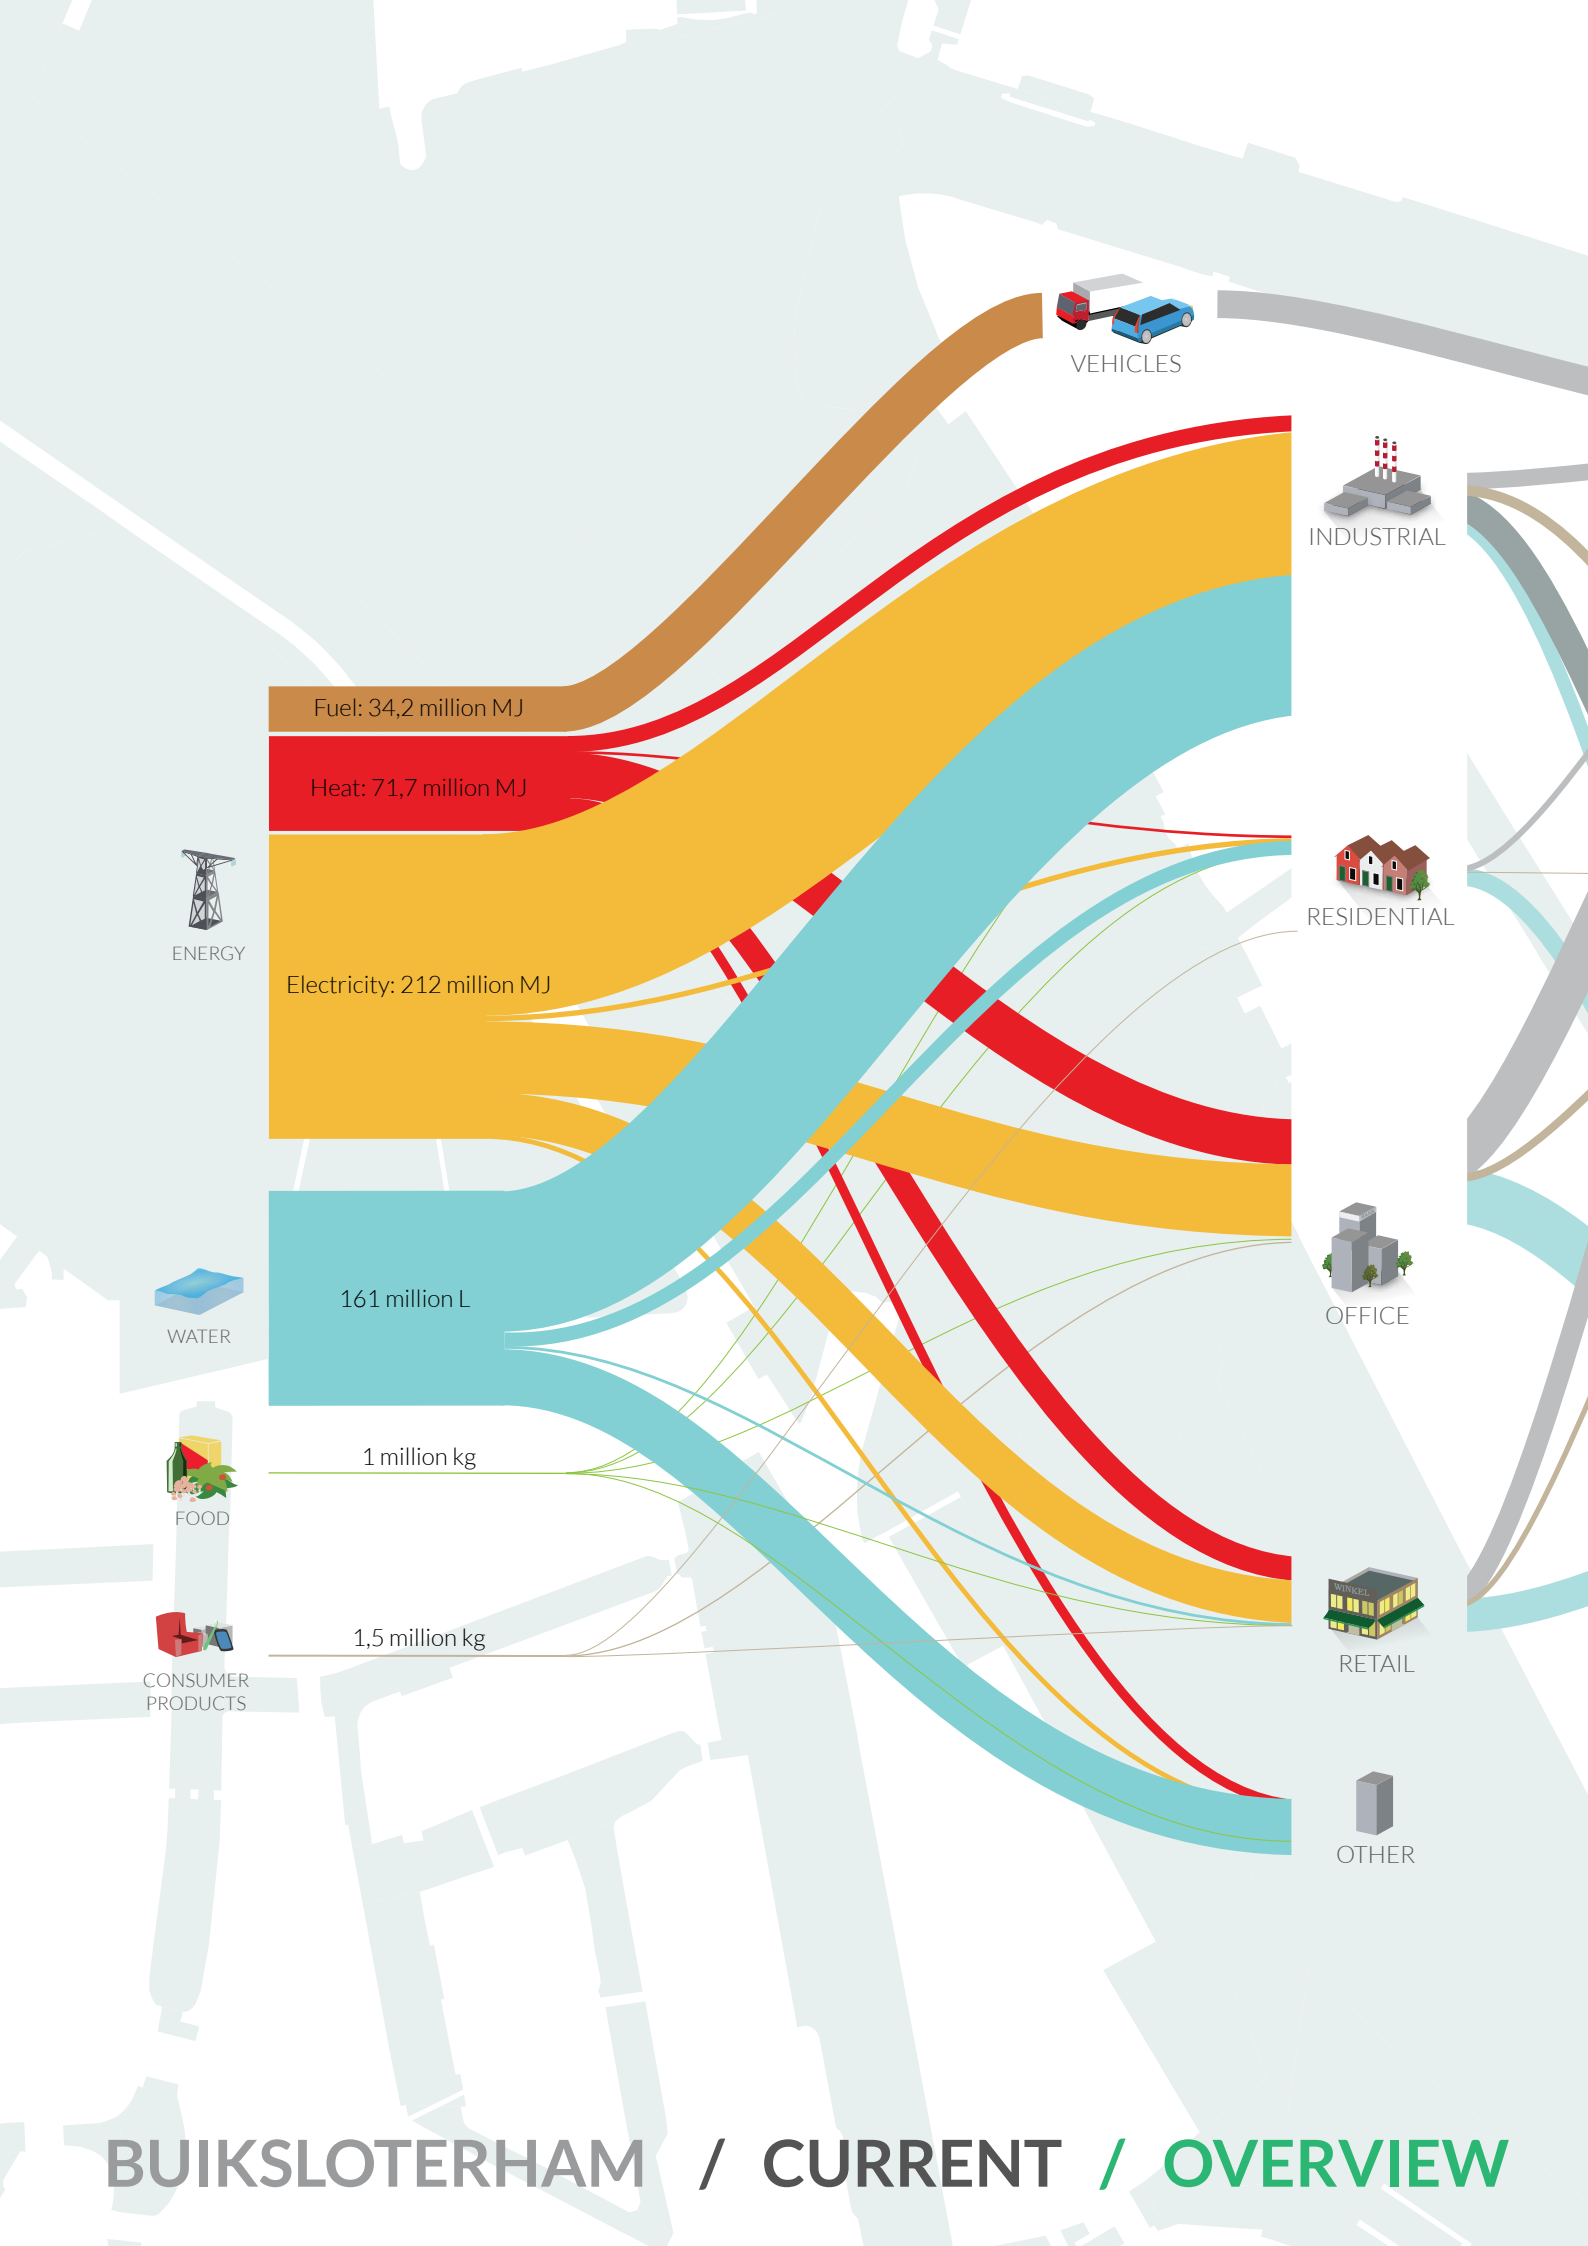 VEHICLES
INDUSTRIAL
Fuel: 34,2 million MJ
Heat: 71,7 million MJ
RESIDENTIAL
ENERGY
Electricity: 212 million MJ
161 million L
WATER
OFFICE
1 million kg
FOOD
WINKEL
1,5 million kg
RETAIL
CONSUMER
PRODUCTS
OTHER
BUIKSLOTERHAM / CURRENT / OVERVIEW